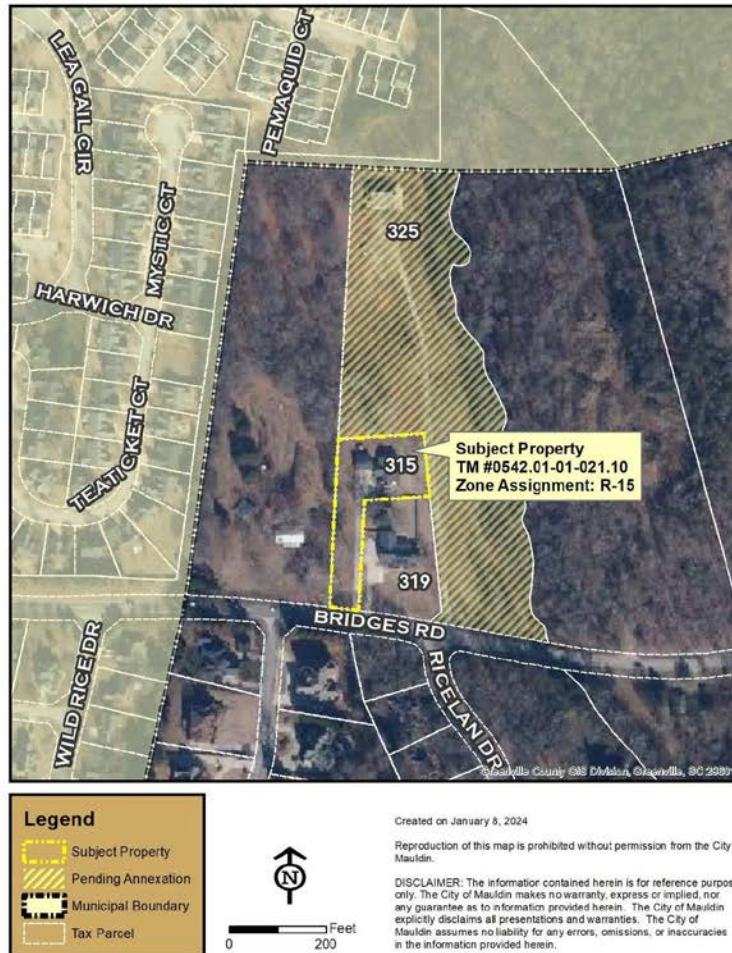 LEA GAIL CIR
PEMAQUID CT
MYSTIC CT
325
HARWICH DR
Subject Property
TM #0542.01-01-021.10
Zone Assignment: R-15
315
TEATICKET CT
319
BRIDGES RD
WILD RICE DR
RICELAN DR
Greenville County GIS Division, Greenville, SC 2960
Legend
Subject Property
Pending Annexation
Municipal Boundary
Tax Parcel
N
Feet
0 200
Created on January 8, 2024
Reproduction of this map is prohibited without permission from the City
Mauldin.
DISCLAIMER: The information contained herein is for reference purpos
only. The City of Mauldin makes no warranty, express or implied, nor
any guarantee as to information provided herein. The City of Mauldin
explicitly disclaims all presentations and warranties. The City of
Mauldin assumes no liability for any errors, omissions, or inaccuracies
in the information provided herein.